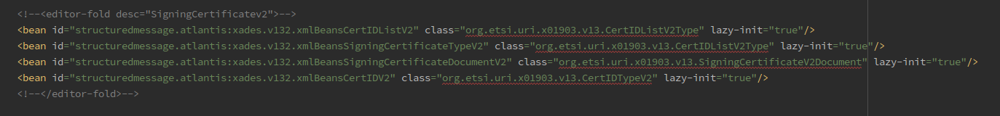 <!--<editor-fold desc="SigningCertificatev2">-->
<bean id="structuredmessage.atlantis:xades.v132.xmlBeansCertIDListV2" class="org.etsi.uri.x01903.v13.CertIDListV2Type" lazy-init="true"/>
<bean id="structuredmessage.atlantis:xades.v132.xmlBeansSigningCertificateTypeV2" class="org.etsi.uri.x01903.v13.CertIDListV2Type" lazy-init="true"/>
<bean id="structuredmessage.atlantis:xades.v132.xmlBeansSigningCertificateDocumentV2" class="org.etsi.uri.x01903.v13.SigningCertificateV2Document" lazy-init="true"/>
<bean id="structuredmessage.atlantis:xades.v132.xmlBeansCertIDV2" class="org.etsi.uri.x01903.v13.CertIDTypeV2" lazy-init="true"/>
<!--</editor-fold>-->